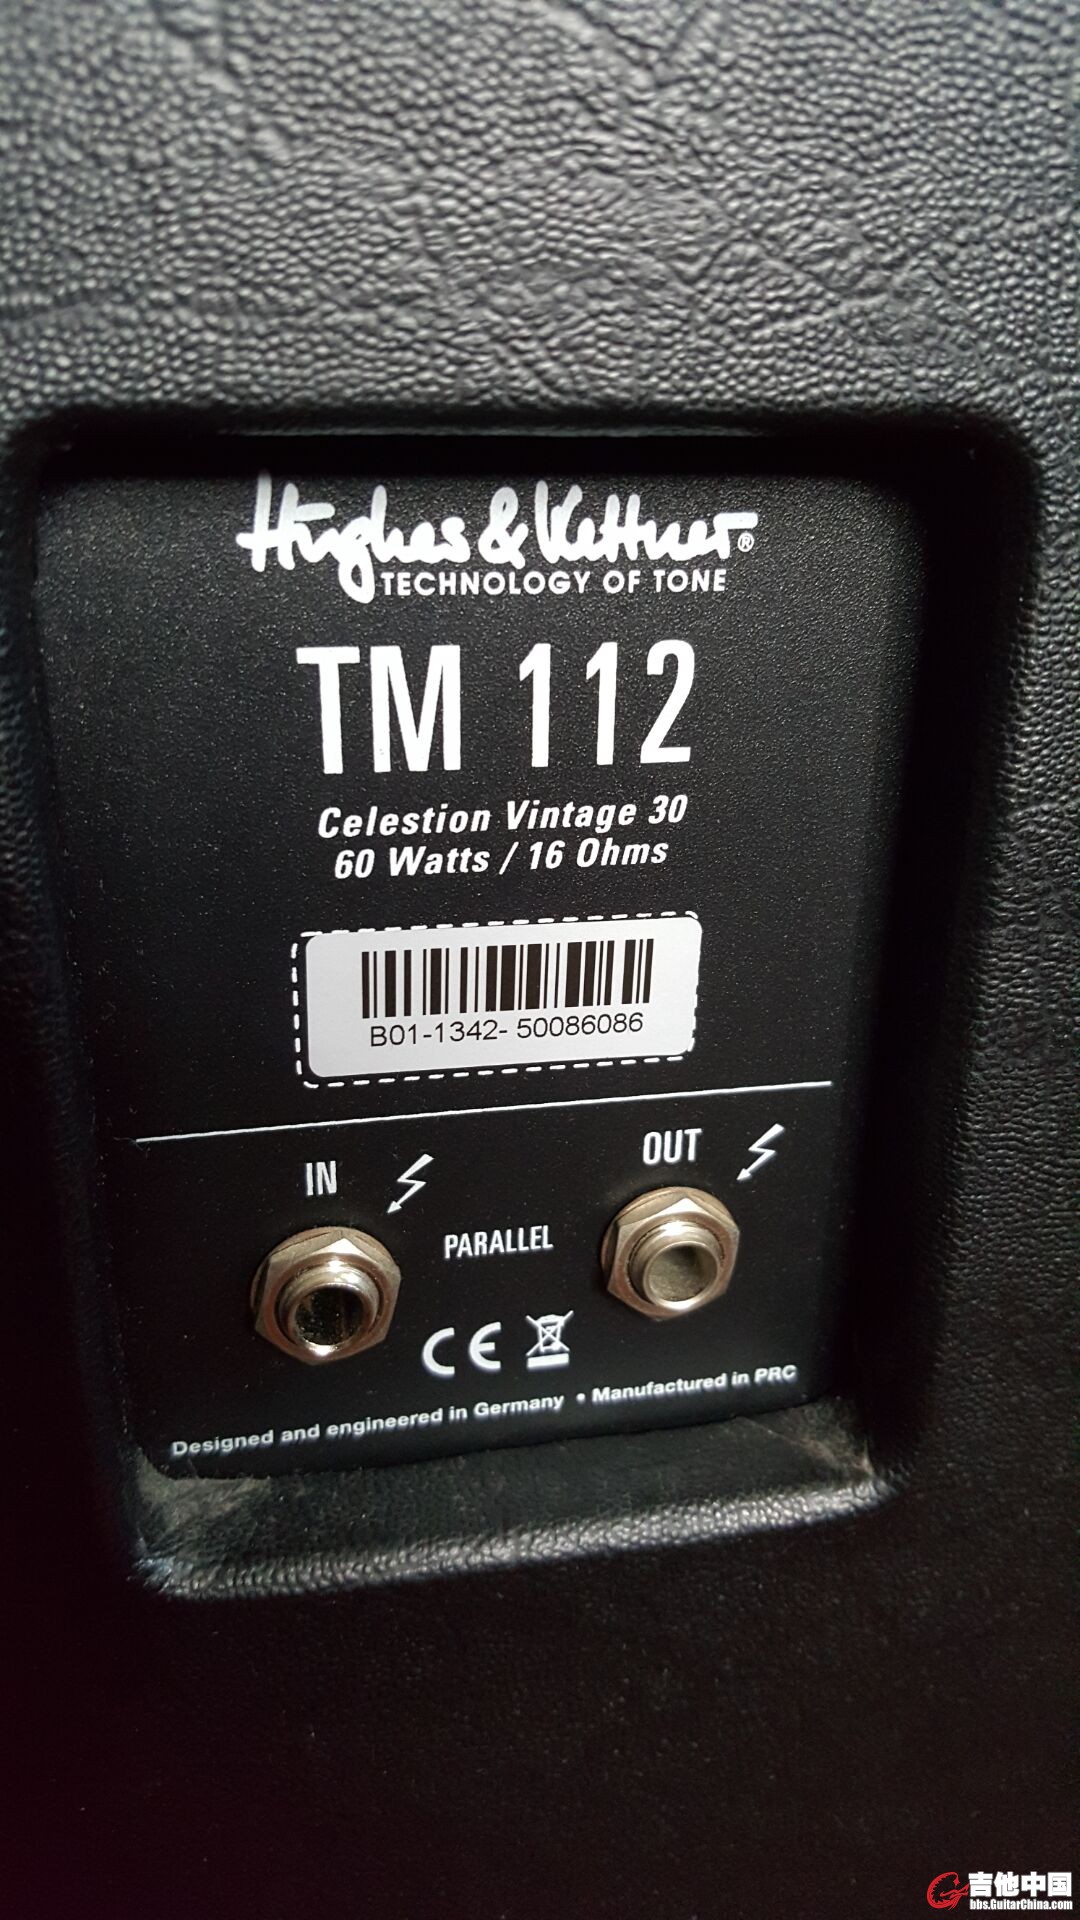 Hughes & Kettner®
TECHNOLOGY OF TONE
TM 112
Celestion Vintage 30
60 Watts / 16 Ohms
B01-1342- 50086086
IN
OUT
PARALLEL
CE
Designed and engineered in Germany • Manufactured in PRC
吉他中国
bbs.GuitarChina.com